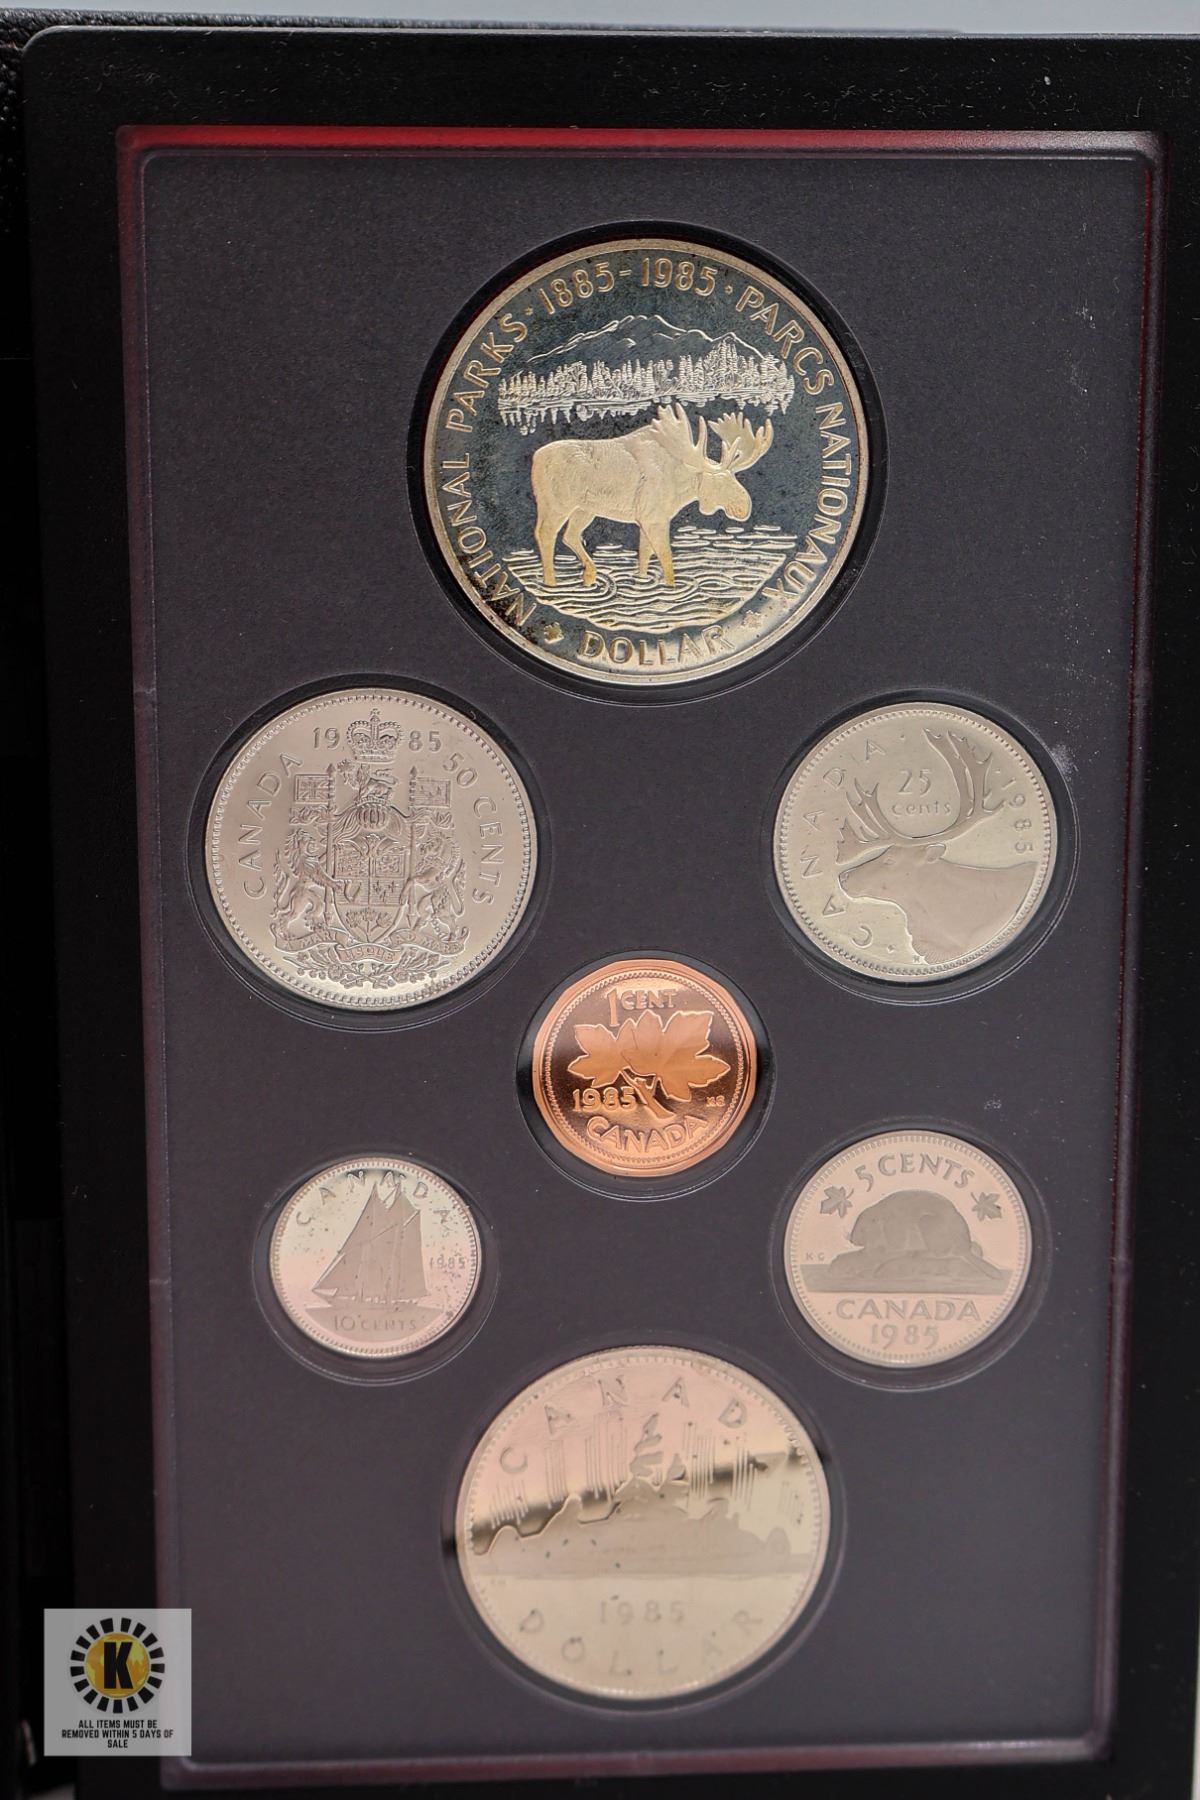 NATIONAL PARKS · 1885-1985 · PARCS NATIONAUX
DOLLAR
19 85
CANADA
50 CENTS
CANADA
25
cents
1985
1 CENT
1985
KG
CANADA
CANADA
1985
10 CENTS
5 CENTS
KG
CANADA
1985
CANADA
1985
DOLLAR
K
ALL ITEMS MUST BE
REMOVED WITHIN 5 DAYS OF
SALE